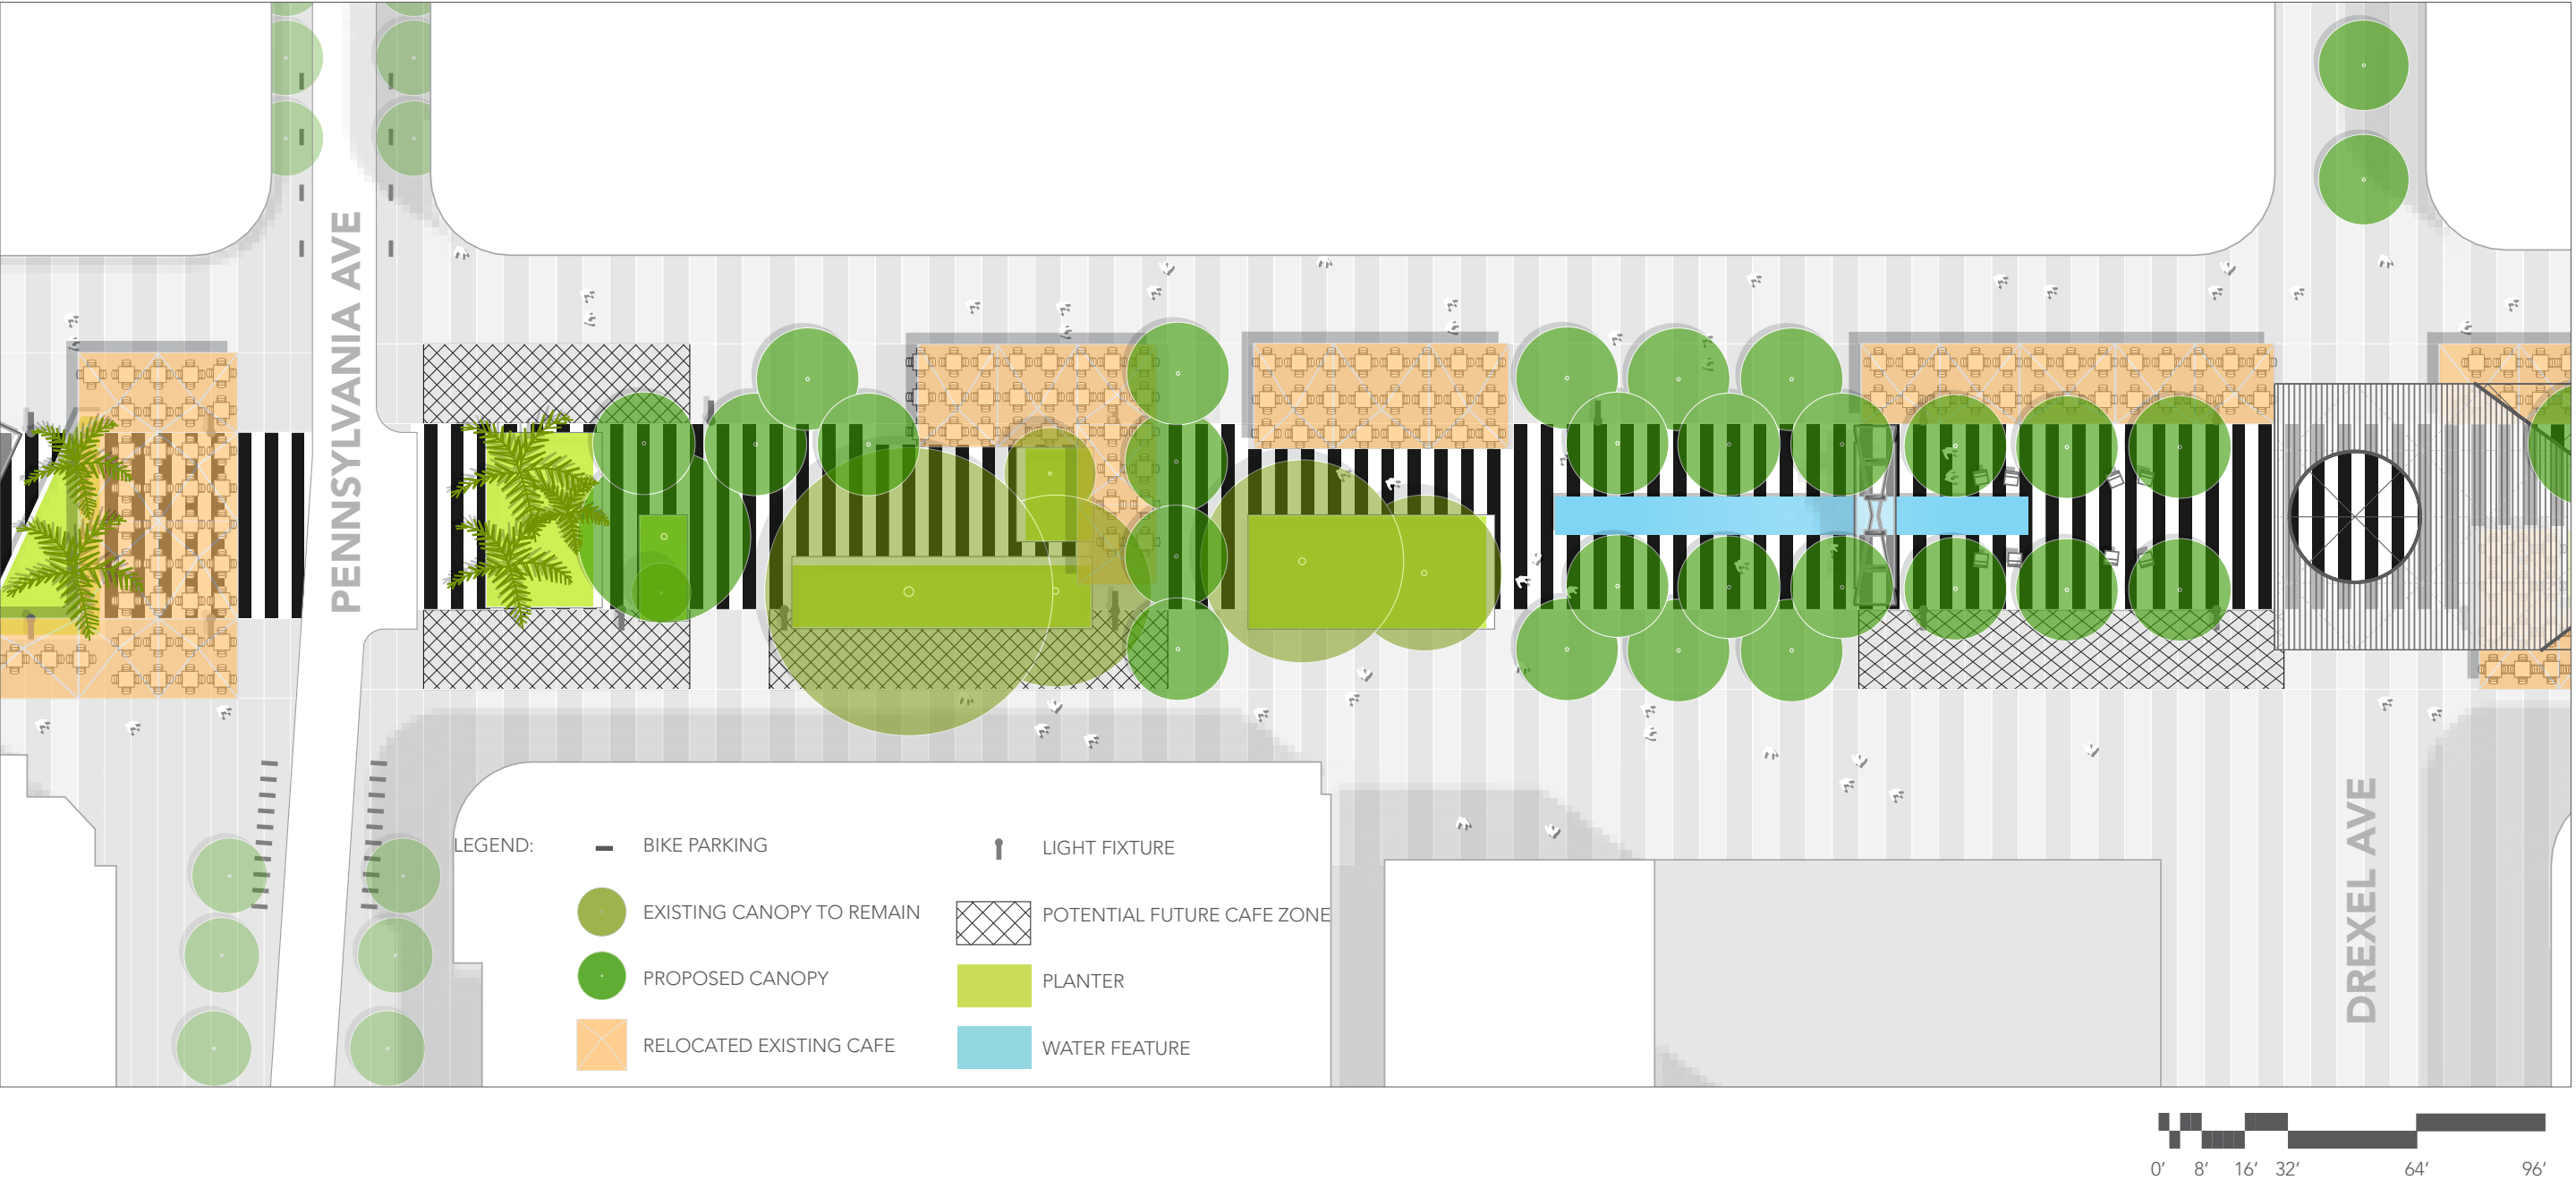 PENNSYLVANIA AVE
DREXEL AVE
LEGEND:
BIKE PARKING
EXISTING CANOPY TO REMAIN
PROPOSED CANOPY
RELOCATED EXISTING CAFE
LIGHT FIXTURE
POTENTIAL FUTURE CAFE ZONE
PLANTER
WATER FEATURE
0’ 8’ 16’ 32’ 64’ 96’